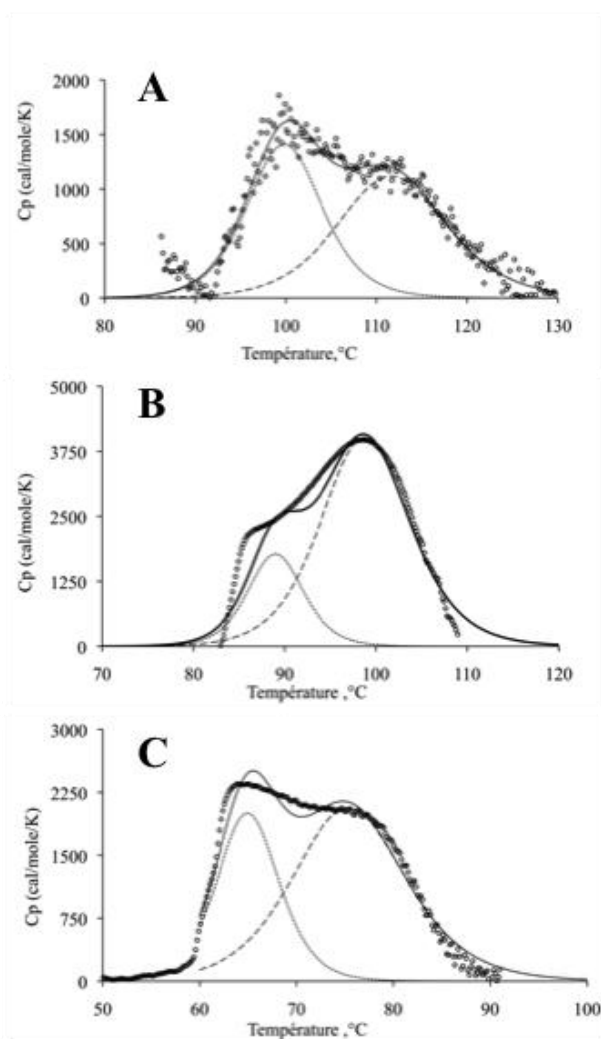 A
Cp (cal/mole/K)
2000
1500
1000
500
0
80 90 100 110 120 130
Température,°C
B
Cp (cal/mole/K)
5000
3750
2500
1250
0
70 80 90 100 110 120
Température ,°C
C
Cp (cal/mole/K)
3000
2250
1500
750
0
50 60 70 80 90 100
Température ,°C